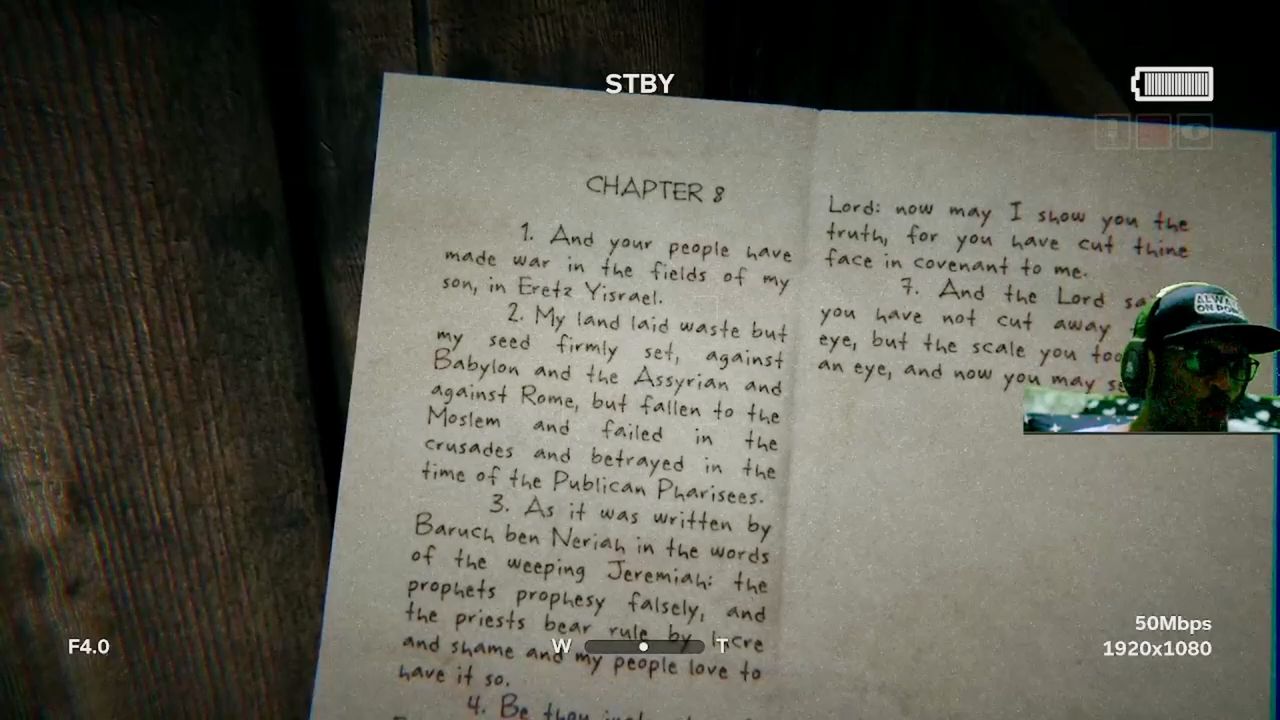 STBY
CHAPTER 8
1. And your people have
made war in the fields of my
son, in Eretz Yisrael.
2. My land laid waste but
my seed firmly set, against
Babylon and the Assyrian and
against Rome, but fallen to the
Moslem and failed in the
crusades and betrayed in the
time of the Publican Pharisees.
3. As it was written by
Baruch ben Neriah in the words
of the weeping Jeremiah: the
prophets prophesy falsely, and
the priests bear rule by lucre
and shame and my people love to
have it so.
4. Be thou
Lord: now may I show you the
truth, for you have cut thine
face in covenant to me.
7. And the Lord
you have not cut away
eye, but the scale you
an eye, and now you may
ALWAYS
ON
F4.0
W
T
50Mbps
1920x1080